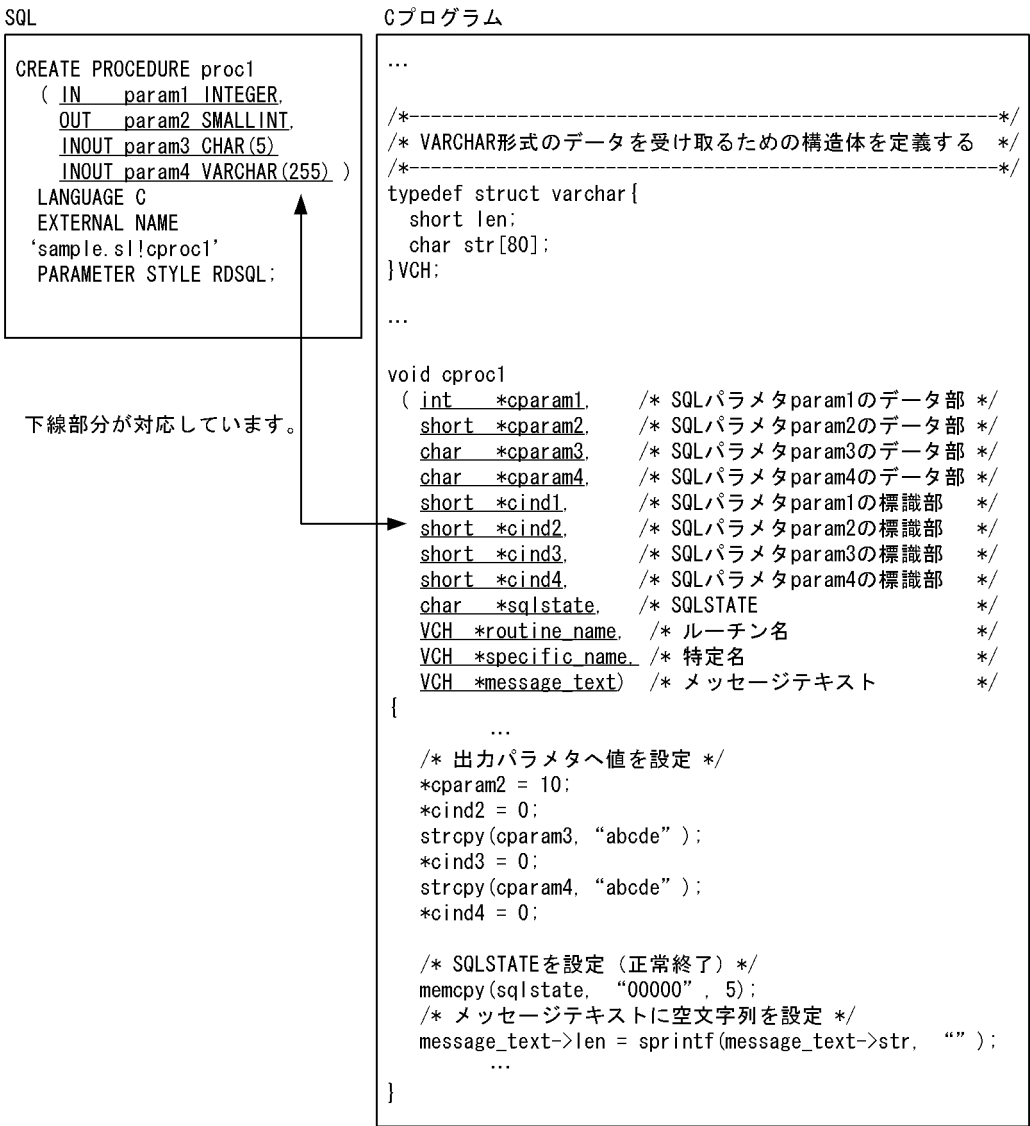 SQL
CREATE PROCEDURE proc1
( IN param1 INTEGER,
OUT param2 SMALLINT,
INOUT param3 CHAR(5)
INOUT param4 VARCHAR(255) )
LANGUAGE C
EXTERNAL NAME
‘sample.sl!cproc1’
PARAMETER STYLE RDSQL;
下線部分が対応しています。
Cプログラム
...
/*------------------------------------------------------*/
/* VARCHAR形式のデータを受け取るための構造体を定義する */
/*------------------------------------------------------*/
typedef struct varchar{
short len;
char str[80];
}VCH;
...
void cproc1
( int *cparam1, /* SQLパラメタparam1のデータ部 */
short *cparam2, /* SQLパラメタparam2のデータ部 */
char *cparam3, /* SQLパラメタparam3のデータ部 */
char *cparam4, /* SQLパラメタparam4のデータ部 */
short *cind1, /* SQLパラメタparam1の標識部 */
short *cind2, /* SQLパラメタparam2の標識部 */
short *cind3, /* SQLパラメタparam3の標識部 */
short *cind4, /* SQLパラメタparam4の標識部 */
char *sqlstate, /* SQLSTATE */
VCH *routine_name, /* ルーチン名 */
VCH *specific_name, /* 特定名 */
VCH *message_text) /* メッセージテキスト */
{
...
/* 出力パラメタへ値を設定 */
*cparam2 = 10;
*cind2 = 0;
strcpy(cparam3, “abcde” );
*cind3 = 0;
strcpy(cparam4, “abcde” );
*cind4 = 0;
/* SQLSTATEを設定（正常終了）*/
memcpy(sqlstate, “00000” , 5);
/* メッセージテキストに空文字列を設定 */
message_text->len = sprintf(message_text->str, “” );
...
}